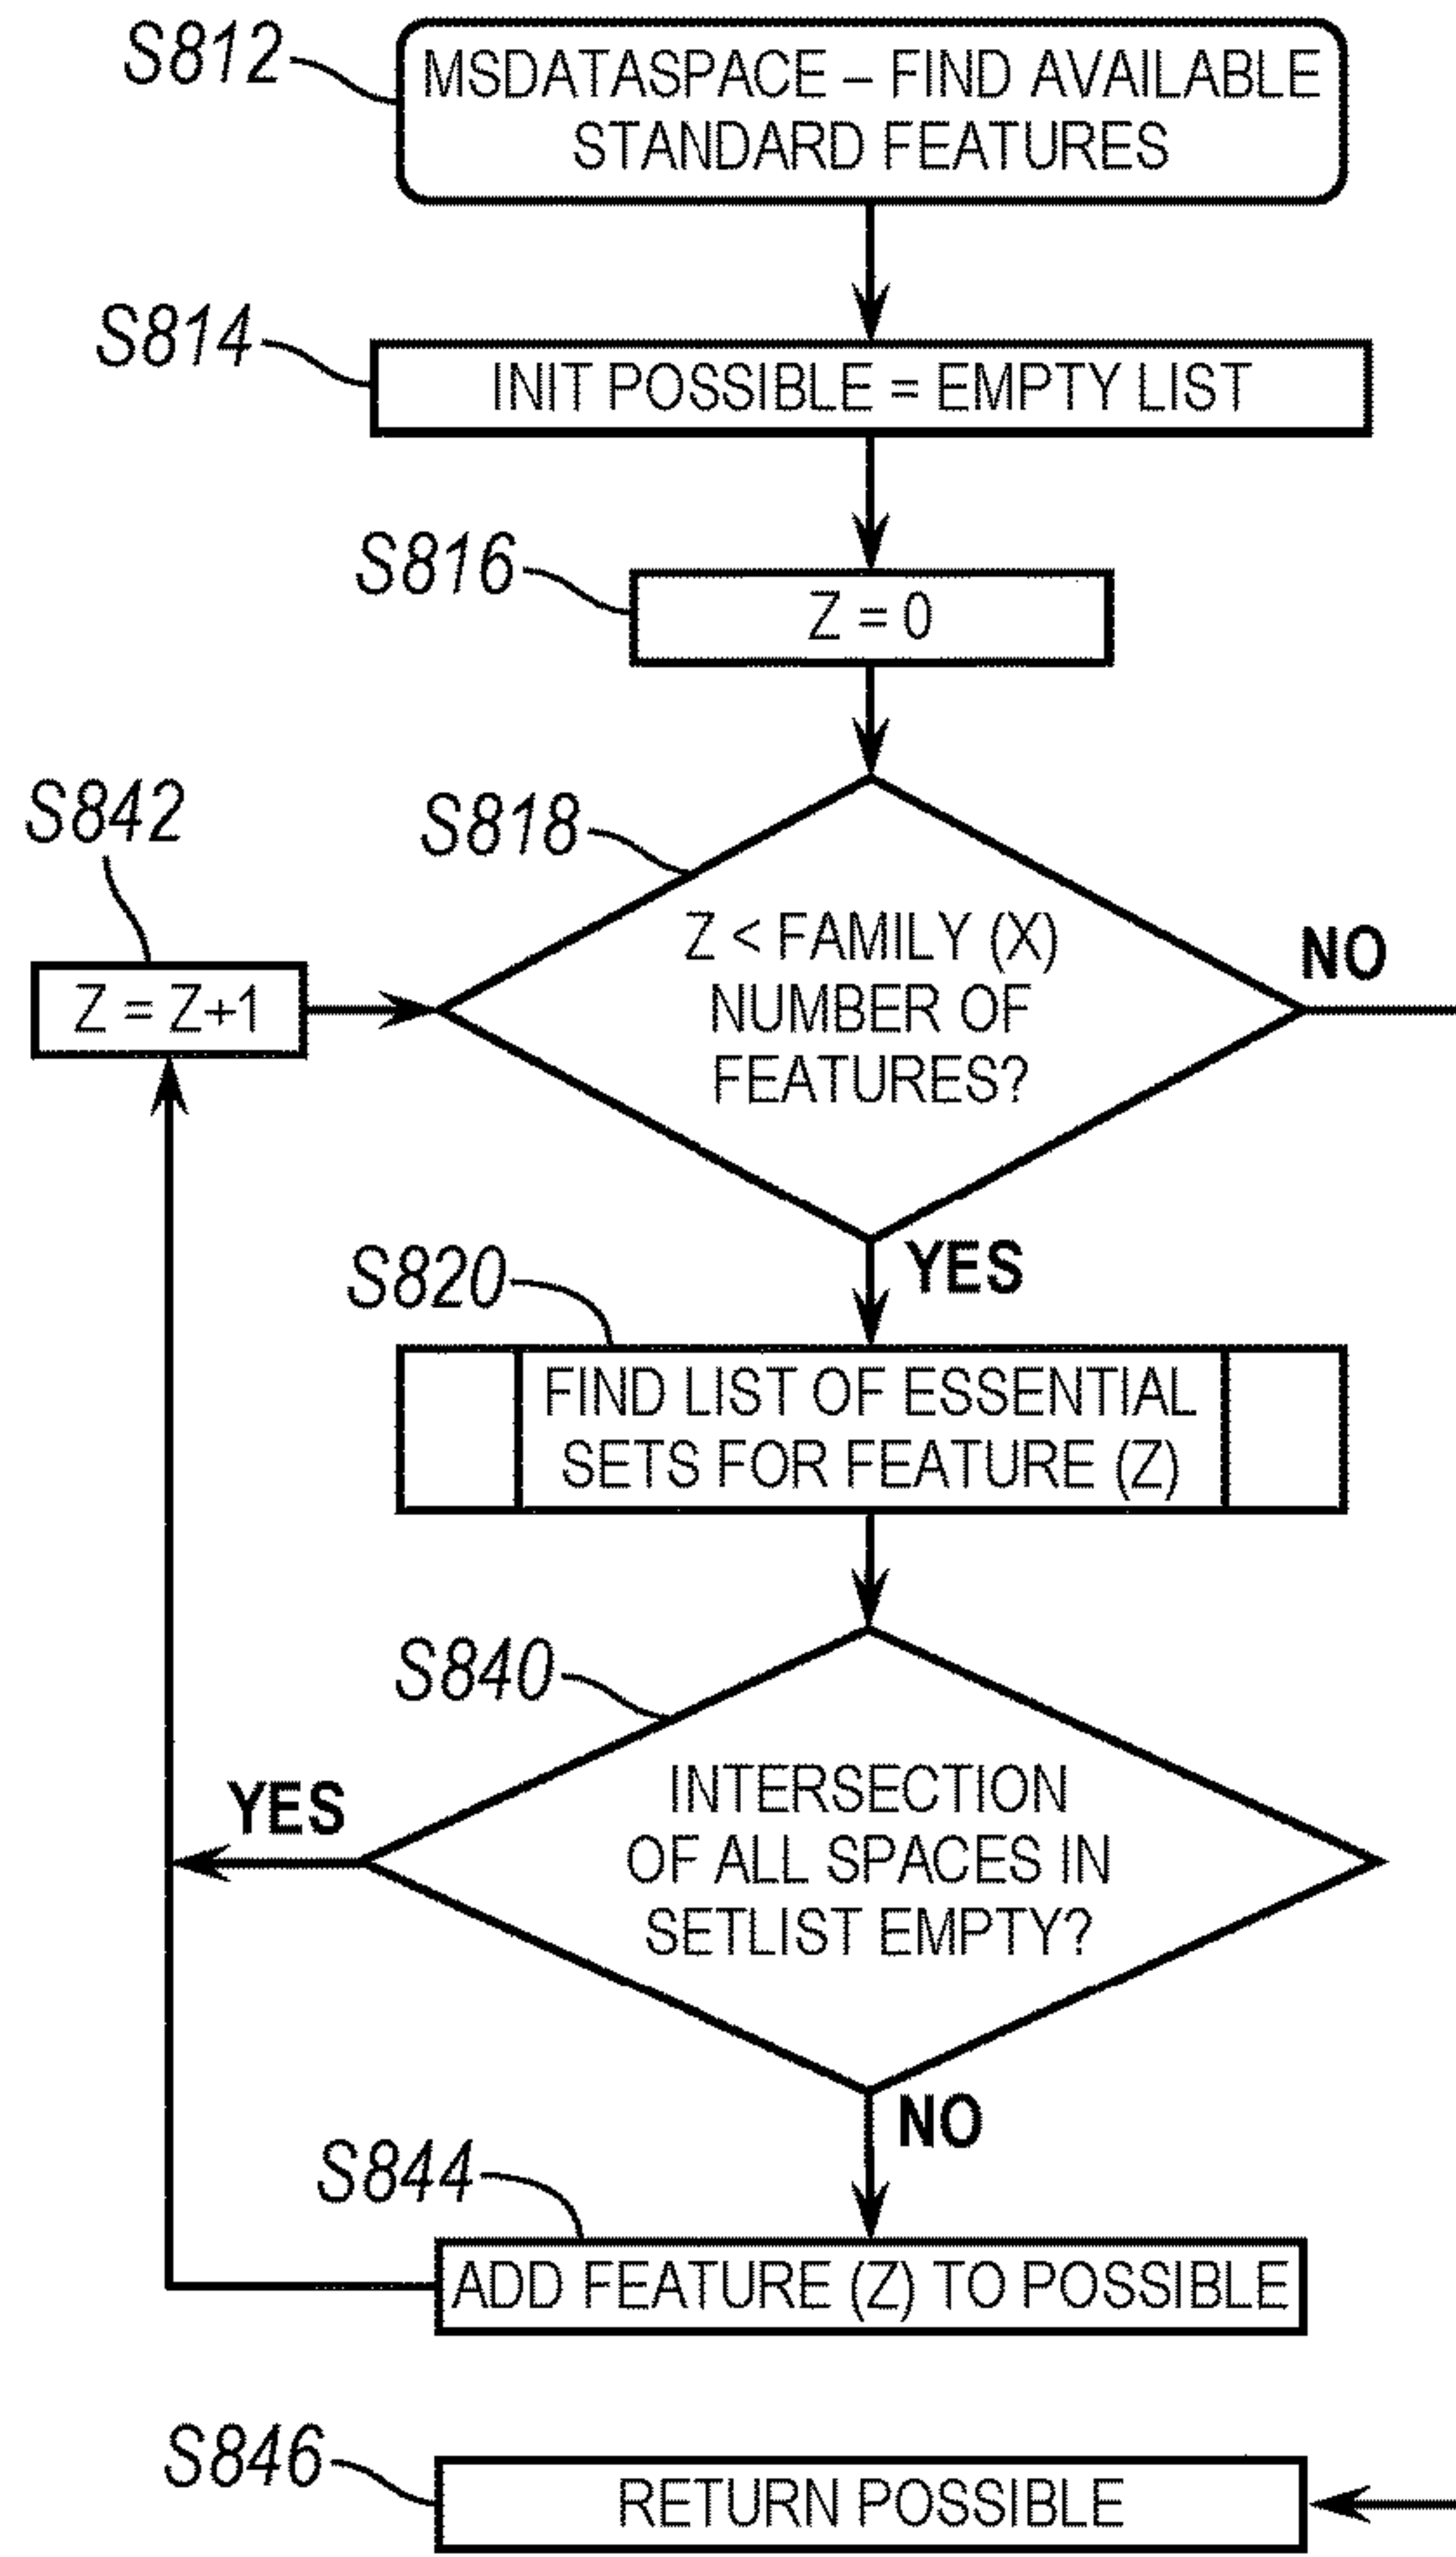 S812
MSDATASPACE – FIND AVAILABLE
STANDARD FEATURES
S814
INIT POSSIBLE = EMPTY LIST
S816
Z = 0
S842
S818
Z = Z+1
Z < FAMILY (X)
NUMBER OF
FEATURES?
NO
YES
S820
FIND LIST OF ESSENTIAL
SETS FOR FEATURE (Z)
S840
INTERSECTION
OF ALL SPACES IN
SETLIST EMPTY?
YES
NO
S844
ADD FEATURE (Z) TO POSSIBLE
S846
RETURN POSSIBLE